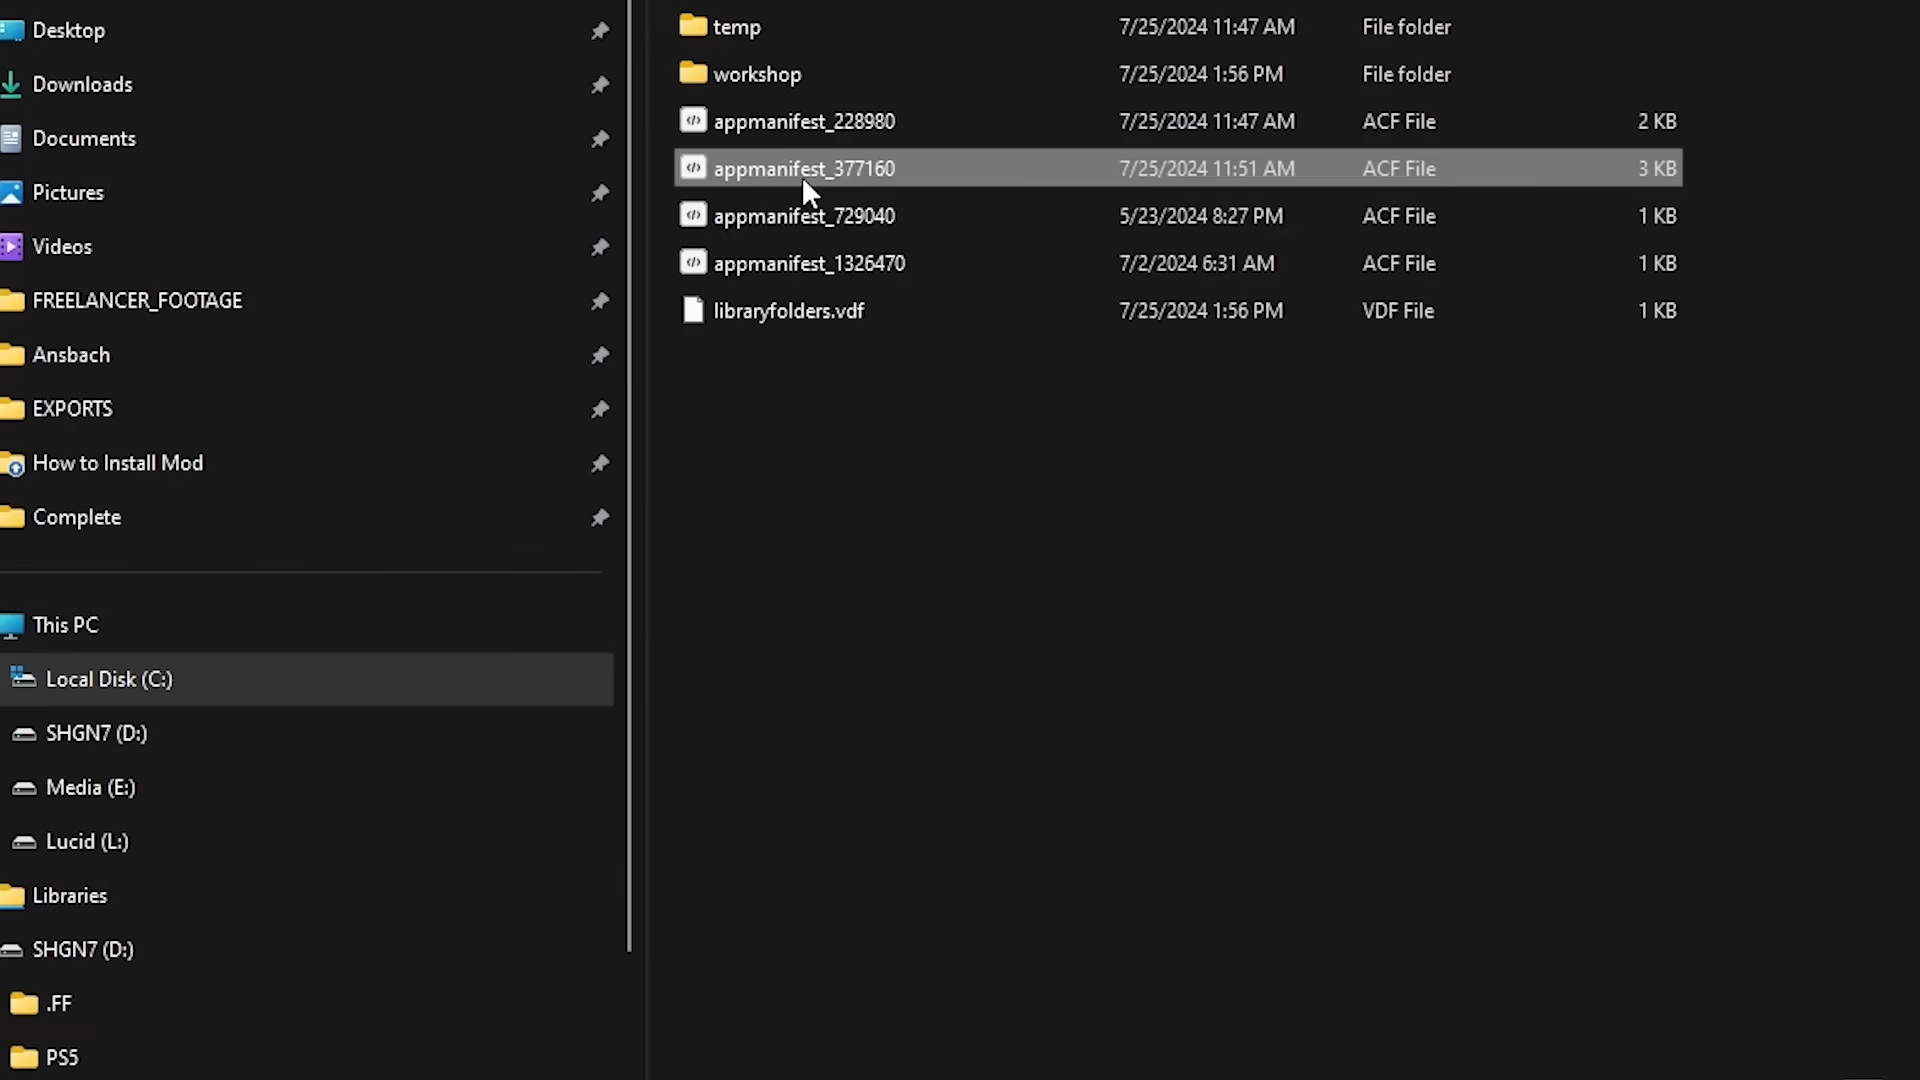 Desktop
Downloads
Documents
Pictures
Videos
FREELANCER_FOOTAGE
Ansbach
EXPORTS
How to Install Mod
Complete
This PC
Local Disk (C:)
SHGN7 (D:)
Media (E:)
Lucid (L:)
Libraries
SHGN7 (D:)
.FF
PS5
temp 7/25/2024 11:47 AM File folder
workshop 7/25/2024 1:56 PM File folder
appmanifest_228980 7/25/2024 11:47 AM ACF File 2 KB
appmanifest_377160 7/25/2024 11:51 AM ACF File 3 KB
appmanifest_729040 5/23/2024 8:27 PM ACF File 1 KB
appmanifest_1326470 7/2/2024 6:31 AM ACF File 1 KB
libraryfolders.vdf 7/25/2024 1:56 PM VDF File 1 KB